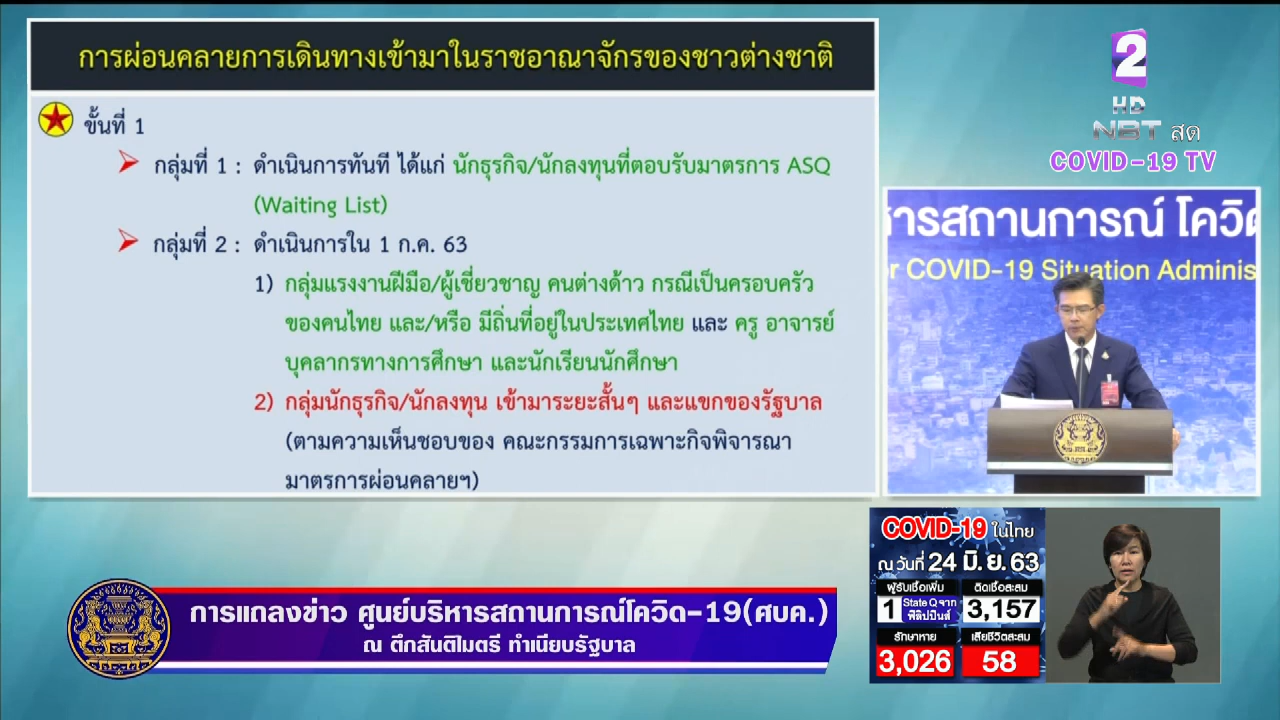 การผ่อนคลายการเดินทางเข้ามาในราชอาณาจักรของชาวต่างชาติ
ขั้นที่ 1
กลุ่มที่ 1 : ดำเนินการทันที ได้แก่ นักธุรกิจ/นักลงทุนที่ตอบรับมาตรการ ASQ
(Waiting List)
กลุ่มที่ 2 : ดำเนินการใน 1 ก.ค. 63
1) กลุ่มแรงงานฝีมือ/ผู้เชี่ยวชาญ คนต่างด้าว กรณีเป็นครอบครัว
ของคนไทย และ/หรือ มีถิ่นที่อยู่ในประเทศไทย และ ครู อาจารย์
บุคลากรทางการศึกษา และนักเรียนนักศึกษา
2) กลุ่มนักธุรกิจ/นักลงทุน เข้ามาระยะสั้นๆ และแขกของรัฐบาล
(ตามความเห็นชอบของ คณะกรรมการเฉพาะกิจพิจารณา
มาตรการผ่อนคลายฯ)
2
HD
NBT สด
COVID-19 TV
หารสถานการณ์ โควิด
or COVID-19 Situation Adminis
COVID-19 ในไทย
ณ วันที่ 24 มิ.ย. 63
ผู้รับเชื้อเพิ่ม ติดเชื้อสะสม
1 State Q จาก ฟิลิปปินส์ 3,157
รักษาหาย เสียชีวิตสะสม
3,026 58
การแถลงข่าว ศูนย์บริหารสถานการณ์โควิด-19(ศบค.)
ณ ตึกสันติไมตรี ทำเนียบรัฐบาล